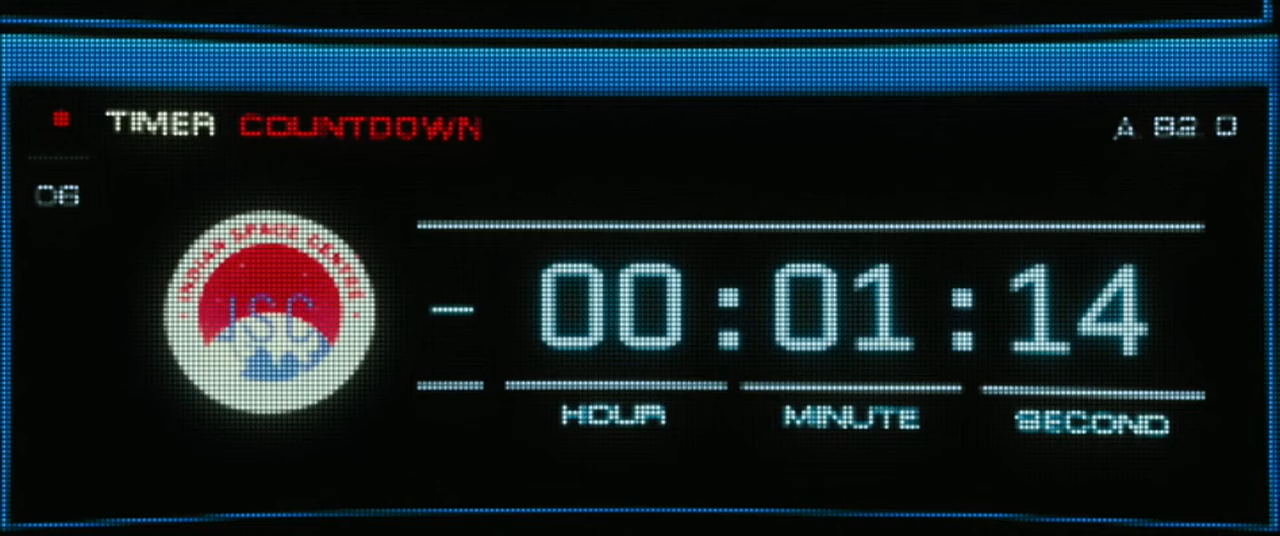 TIMER COUNTDOWN
A 82 0
06
INDIAN SPACE CENTRE
ISC
- 00:01:14
HOUR MINUTE SECOND